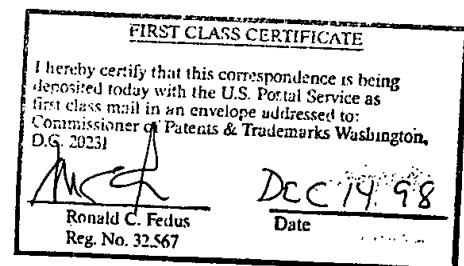 FIRST CLASS CERTIFICATE
I hereby certify that this correspondence is being
deposited today with the U.S. Postal Service as
first class mail in an envelope addressed to:
Commissioner of Patents & Trademarks Washington,
D.C. 20231
DEC 14 98
Ronald C. Fedus
Date
Reg. No. 32,567